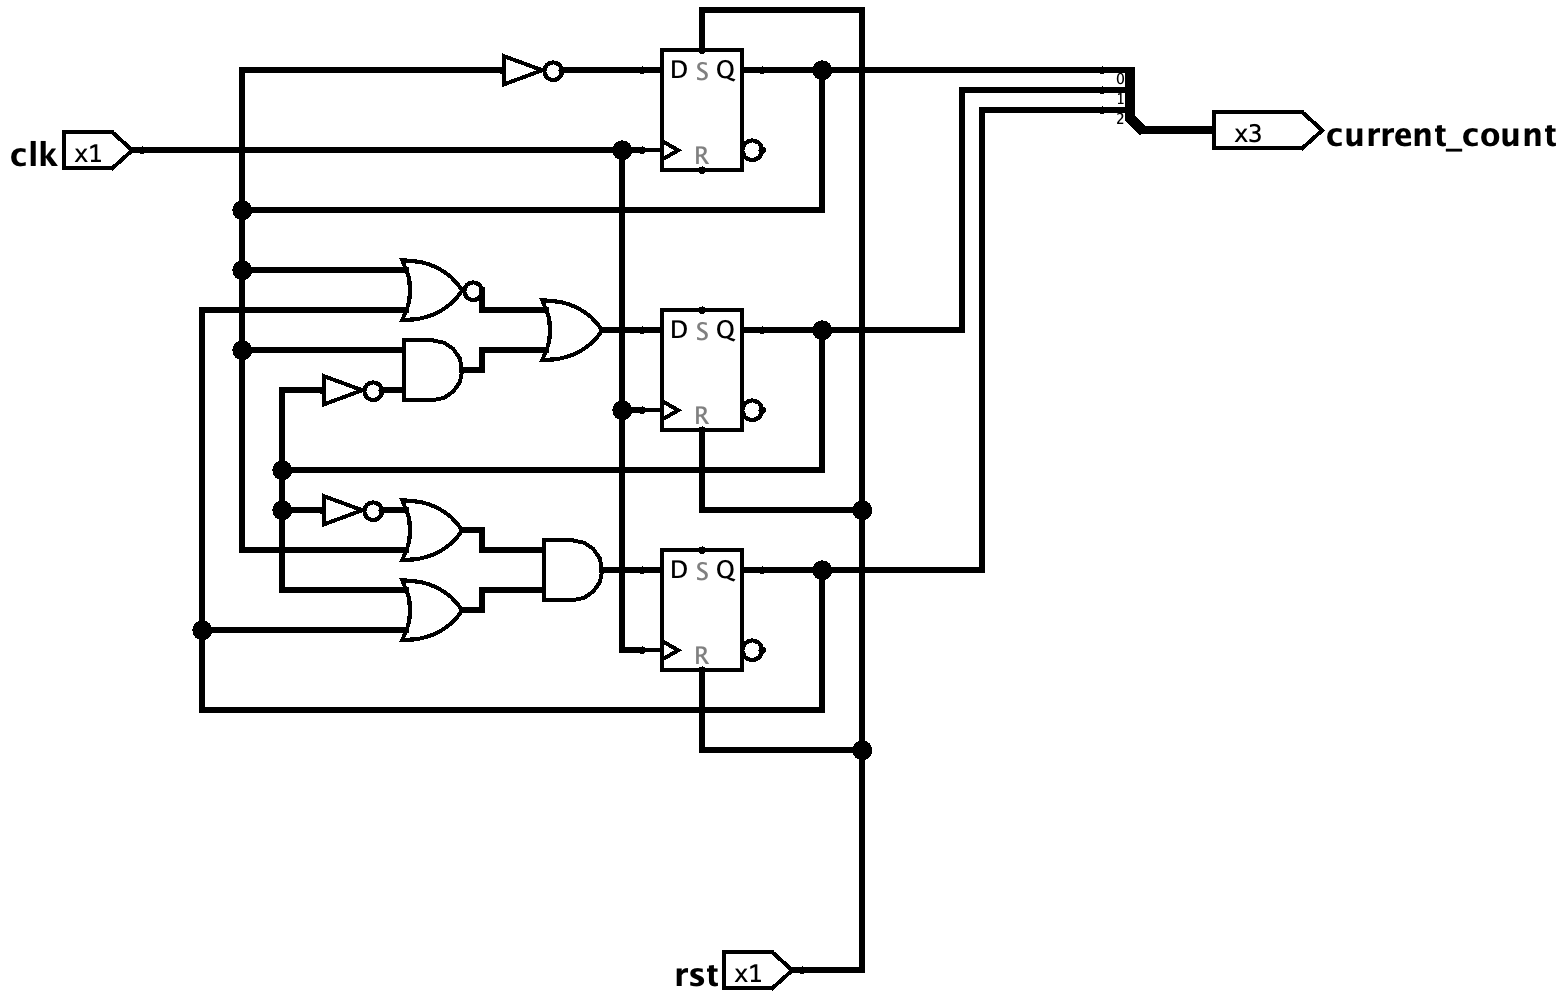 D S Q
0
1
2
x3 current_count
clk x1
R
D S Q
R
D S Q
R
rst x1